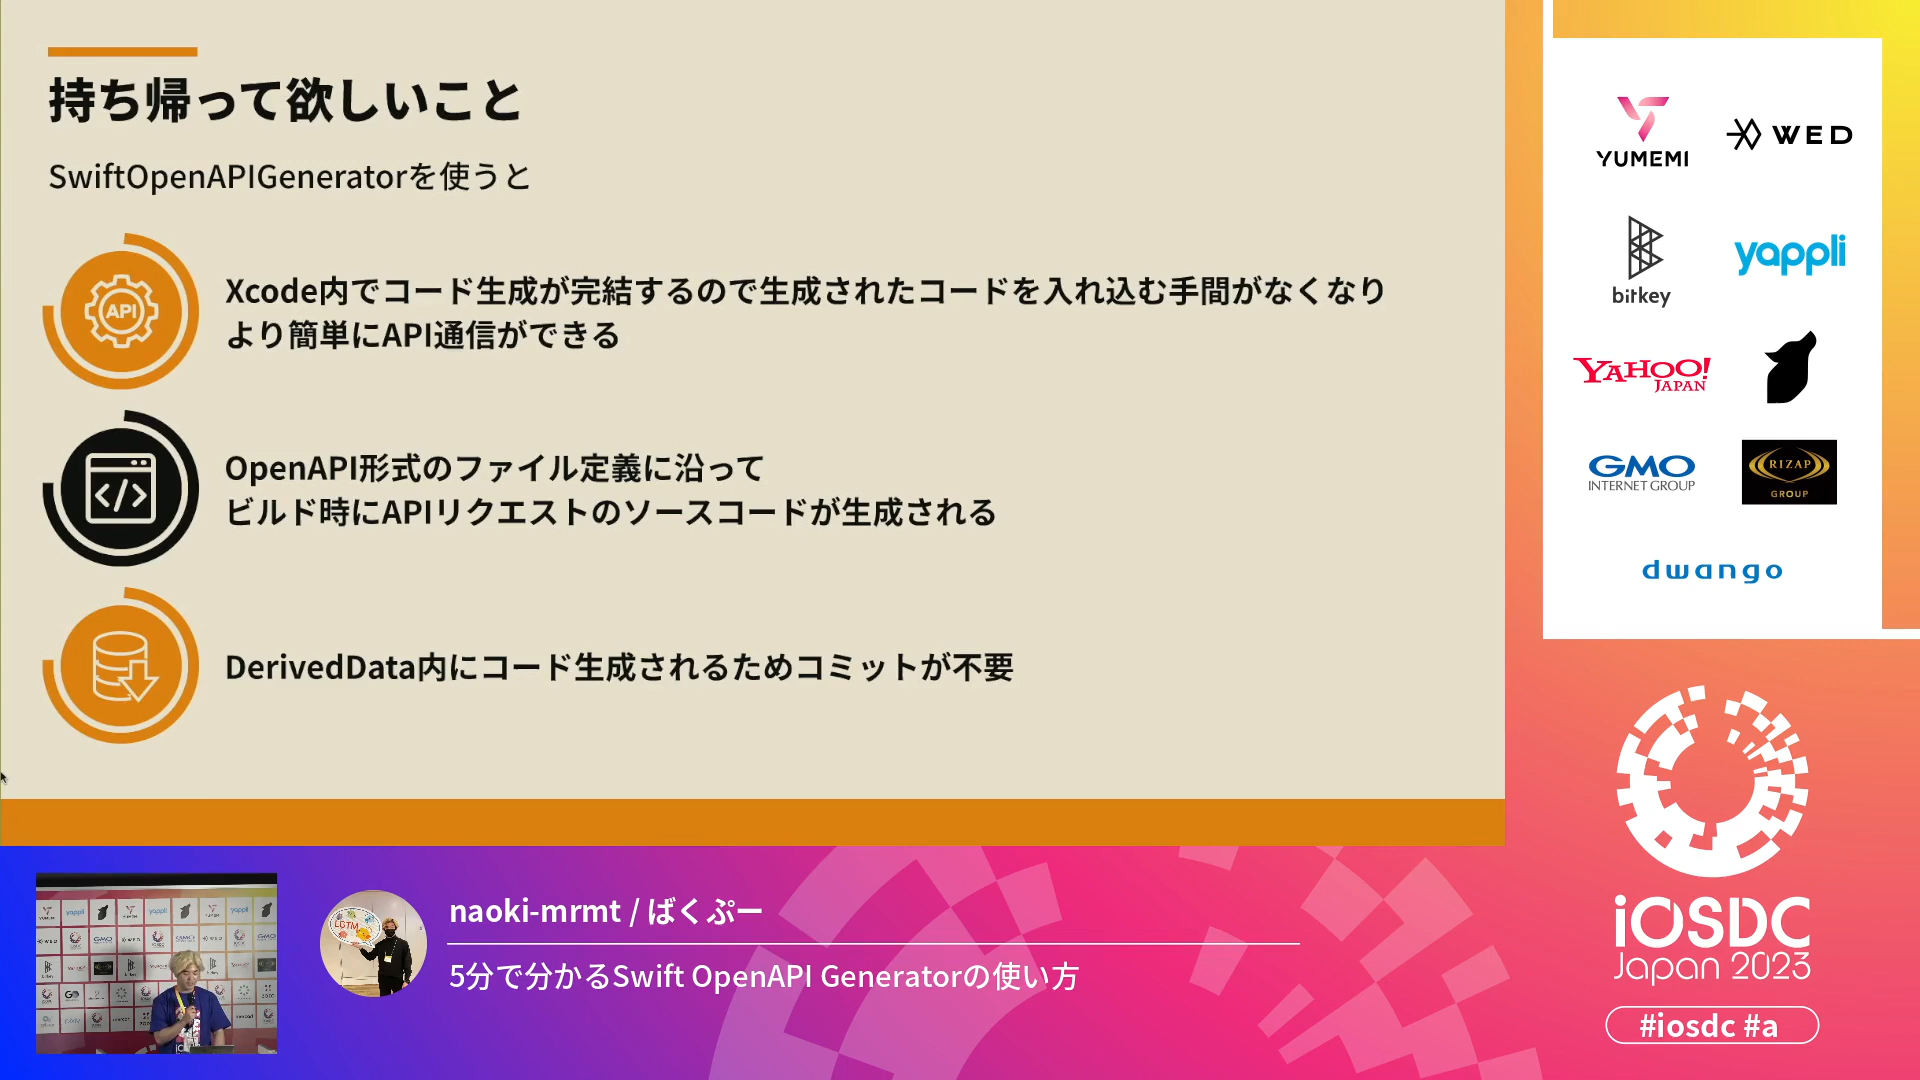 持ち帰って欲しいこと
SwiftOpenAPIGeneratorを使うと
API
Xcode内でコード生成が完結するので生成されたコードを入れ込む手間がなくなり
より簡単にAPI通信ができる
</>
OpenAPI形式のファイル定義に沿って
ビルド時にAPIリクエストのソースコードが生成される
DerivedData内にコード生成されるためコミットが不要
YUMEMI
WED
bitkey
yappli
YAHOO!
JAPAN
GMO
INTERNET GROUP
RIZAP
GROUP
dwango
iOSDC
Japan 2023
#iosdc #a
LGTM
naoki-mrmt / ばくぷー
5分で分かるSwift OpenAPI Generatorの使い方